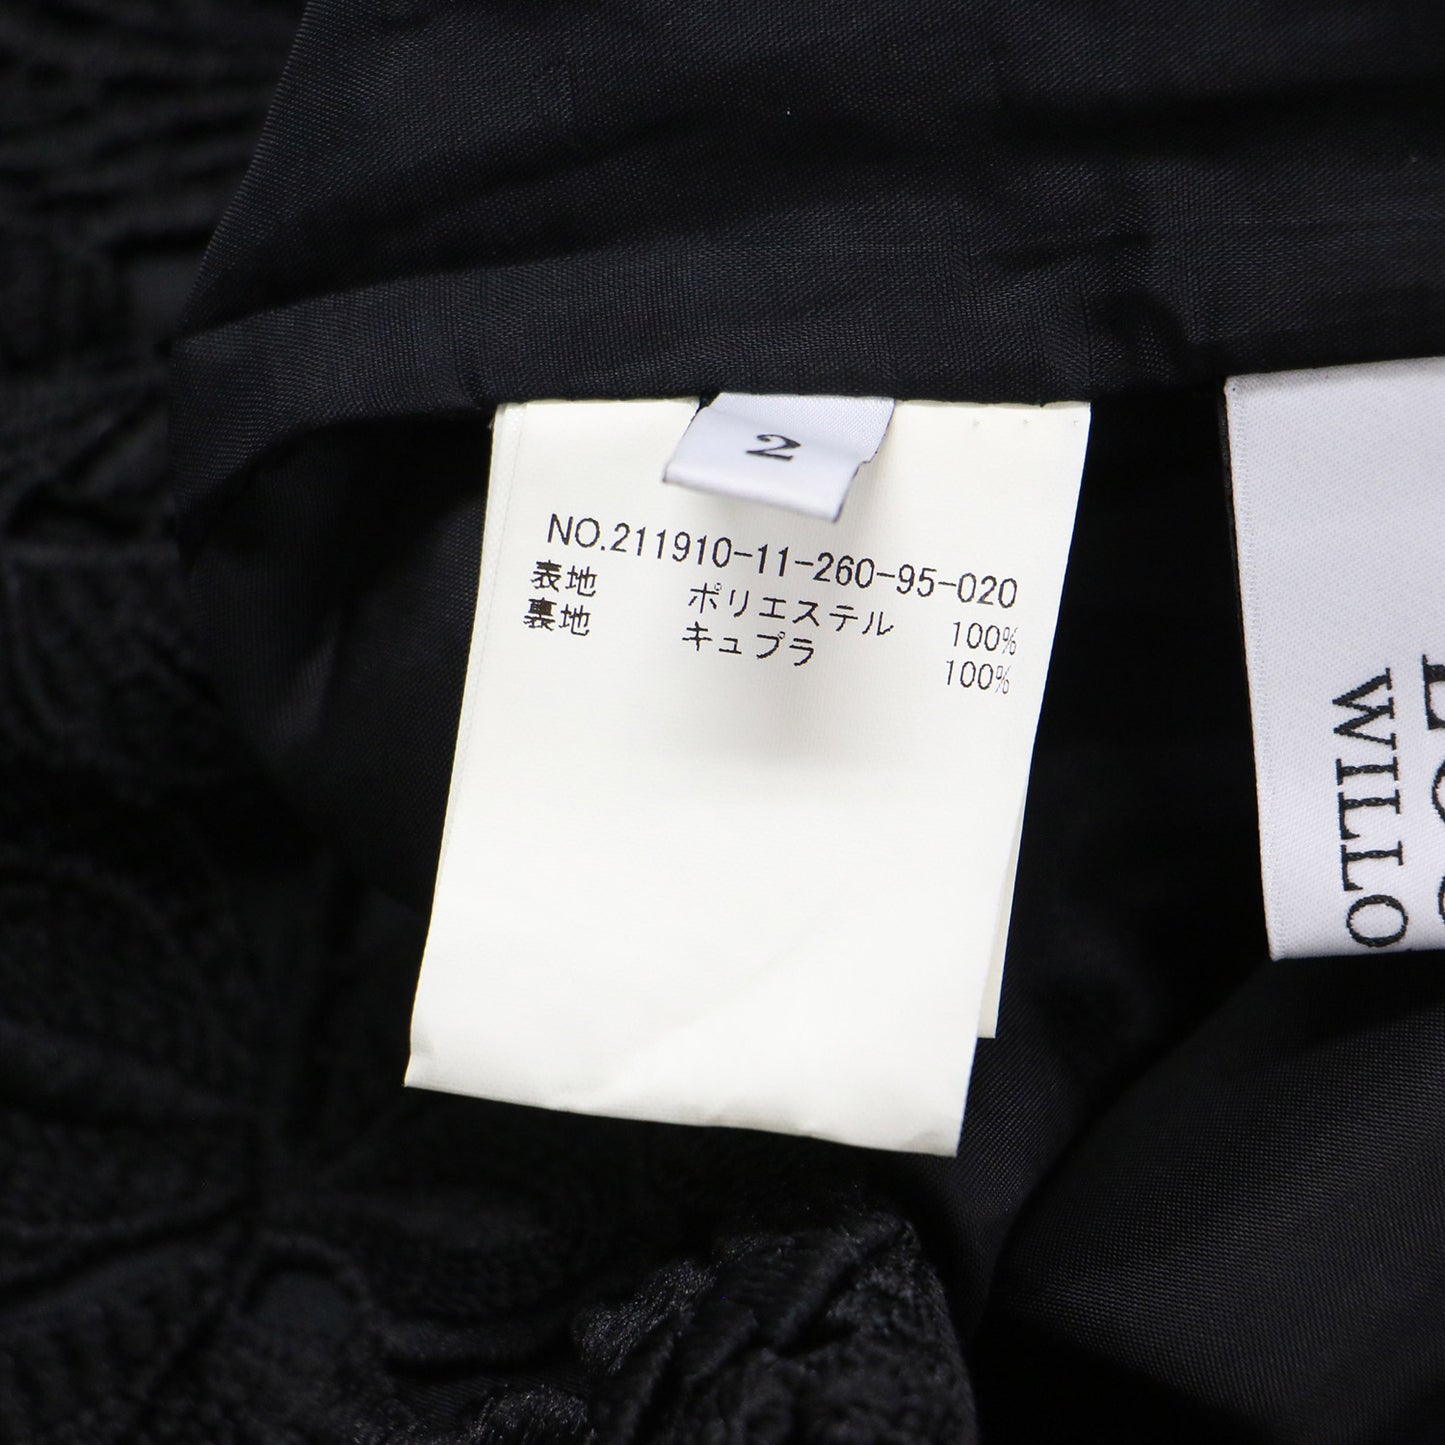 2
NO.211910-11-260-95-020
表地 ポリエステル 100%
裏地 キュプラ 100%
WILLO